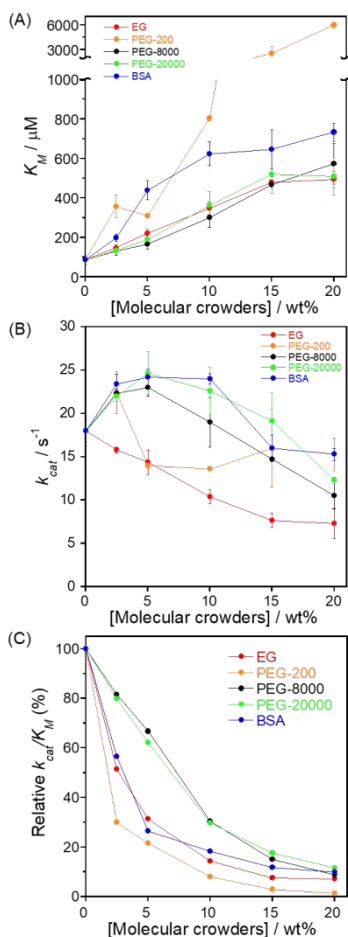 (A)
6000
3000
1000
800
600
400
200
0
K_M / μM
EG
PEG-200
PEG-8000
PEG-20000
BSA
0 5 10 15 20
[Molecular crowders] / wt%
(B)
30
25
20
15
10
5
0
k_cat / s⁻¹
EG
PEG-200
PEG-8000
PEG-20000
BSA
0 5 10 15 20
[Molecular crowders] / wt%
(C)
100
80
60
40
20
0
Relative k_cat/K_M (%)
EG
PEG-200
PEG-8000
PEG-20000
BSA
0 5 10 15 20
[Molecular crowders] / wt%